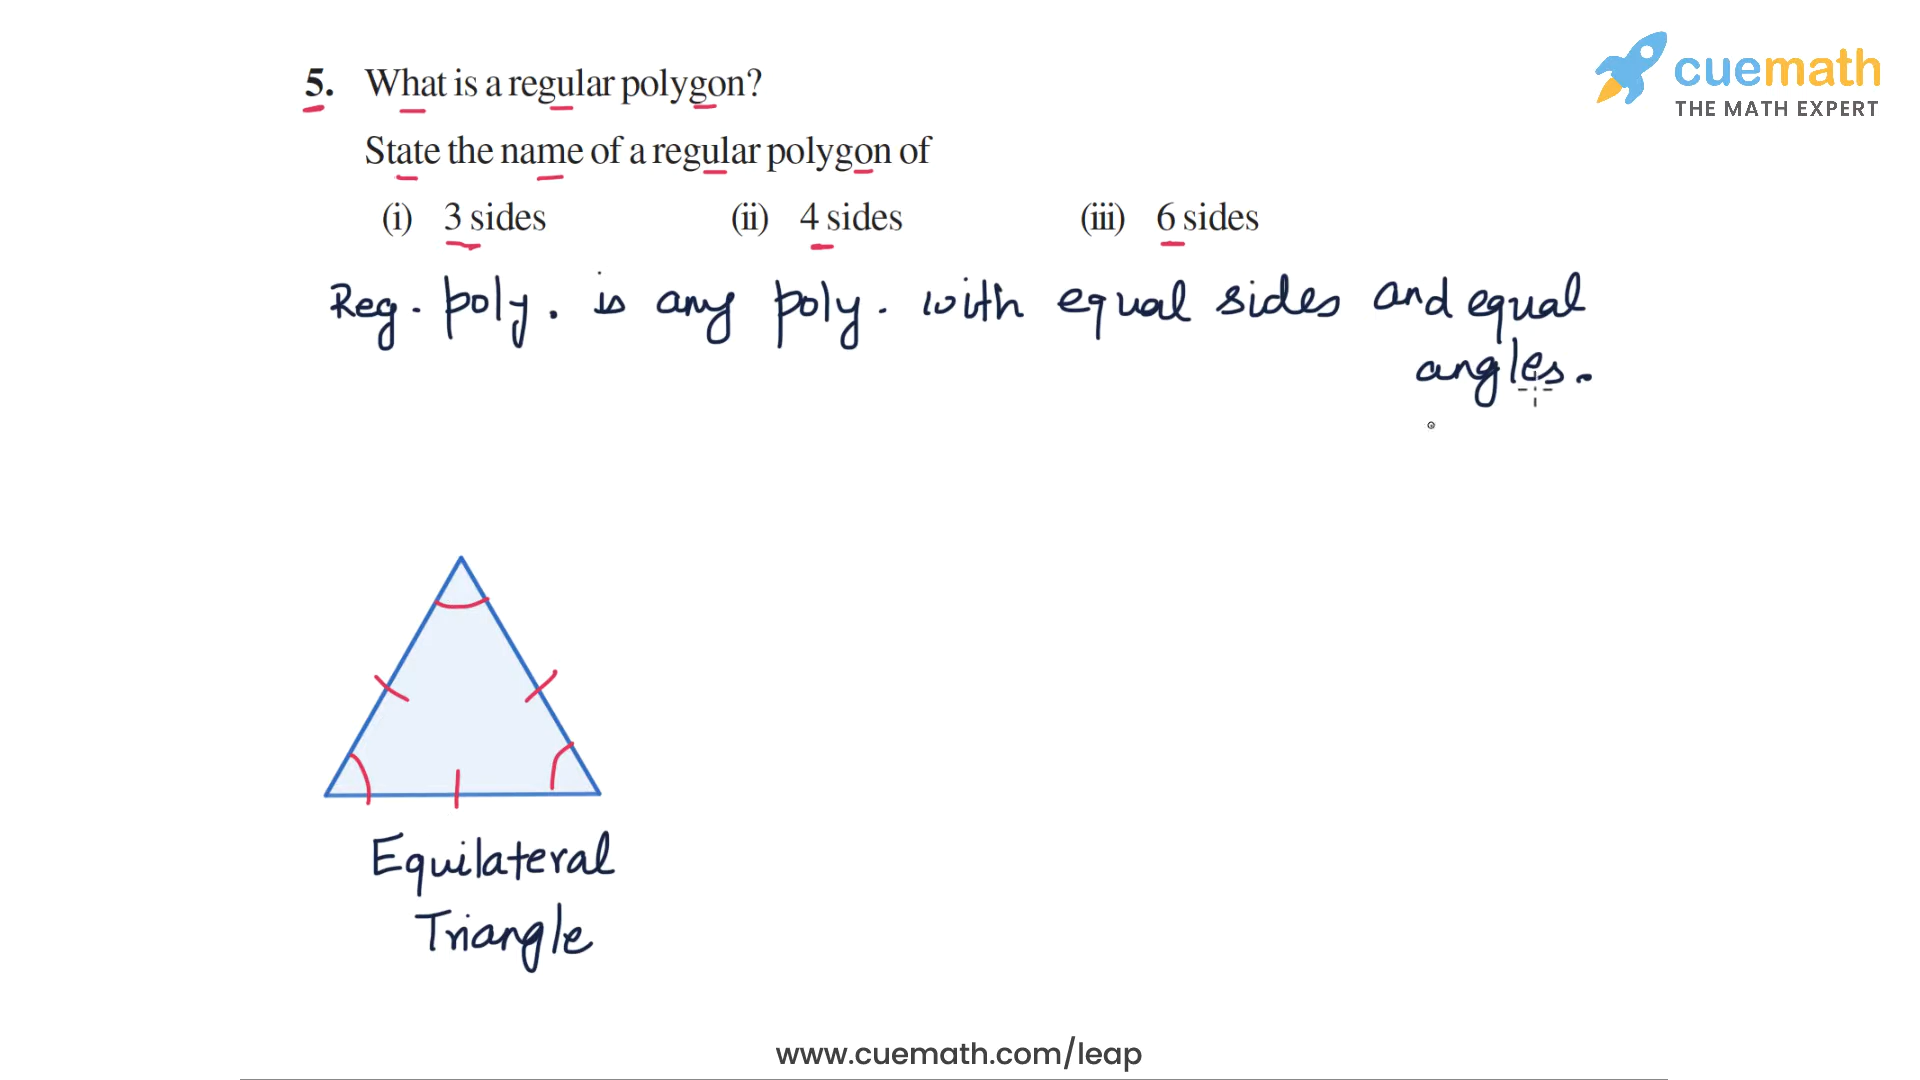 cuemath
THE MATH EXPERT
5. What is a regular polygon?
State the name of a regular polygon of
(i) 3 sides (ii) 4 sides (iii) 6 sides
Reg. poly. is any poly. with equal sides and equal
angles.
Equilateral
Triangle
www.cuemath.com/leap